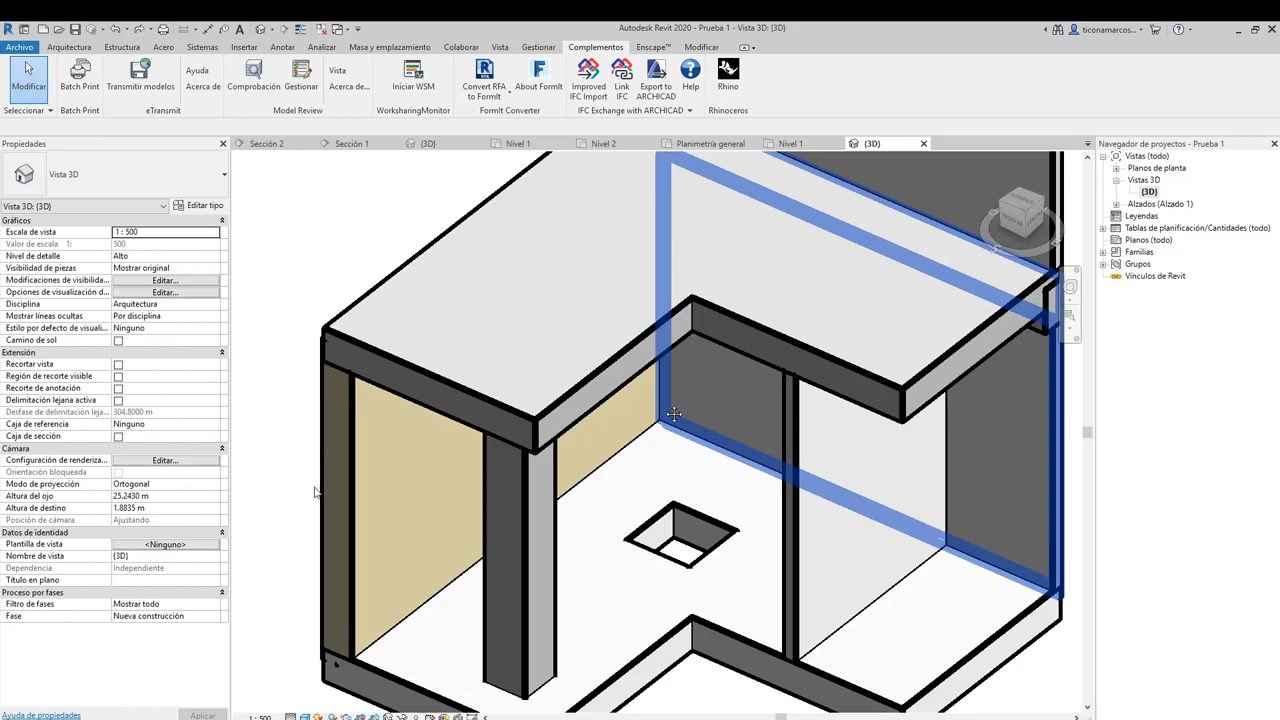 Autodesk Revit 2020 - Prueba 1 - Vista 3D: {3D}
ticonamarcos...
Archivo Arquitectura Estructura Acero Sistemas Insertar Anotar Analizar Masa y emplazamiento Colaborar Vista Gestionar Complementos Enscape™ Modificar
Modificar Batch Print Transmitir modelos Ayuda Acerca de Comprobación Gestionar Vista Acerca de... Iniciar WSM Convert RFA to FormIt About FormIt Improved IFC Import Link IFC Export to ARCHICAD Help Rhino
Seleccionar Batch Print eTransmit Model Review WorksharingMonitor FormIt Converter IFC Exchange with ARCHICAD Rhinoceros
Propiedades
Sección 2 Sección 1 {3D} Nivel 1 Nivel 2 Planimetría general Nivel 1 {3D}
Navegador de proyectos - Prueba 1
Vista 3D
Vista 3D: {3D} Editar tipo
Gráficos
Escala de vista 1 : 500
Valor de escala 1: 500
Nivel de detalle Alto
Visibilidad de piezas Mostrar original
Modificaciones de visibilida... Editar...
Opciones de visualización d... Editar...
Disciplina Arquitectura
Mostrar líneas ocultas Por disciplina
Estilo por defecto de visuali... Ninguno
Camino de sol
Extensión
Recortar vista
Región de recorte visible
Recorte de anotación
Delimitación lejana activa
Desfase de delimitación leja... 304.8000 m
Caja de referencia Ninguno
Caja de sección
Cámara
Configuración de renderiza... Editar...
Orientación bloqueada
Modo de proyección Ortogonal
Altura del ojo 25.2430 m
Altura de destino 1.8835 m
Posición de cámara Ajustando
Datos de identidad
Plantilla de vista <Ninguno>
Nombre de vista {3D}
Dependencia Independiente
Título en plano
Proceso por fases
Filtro de fases Mostrar todo
Fase Nueva construcción
Ayuda de propiedades Aplicar
1 : 500
Vistas (todo)
Planos de planta
Vistas 3D
{3D}
Alzados (Alzado 1)
Leyendas
Tablas de planificación/Cantidades (todo)
Planos (todo)
Familias
Grupos
Vínculos de Revit